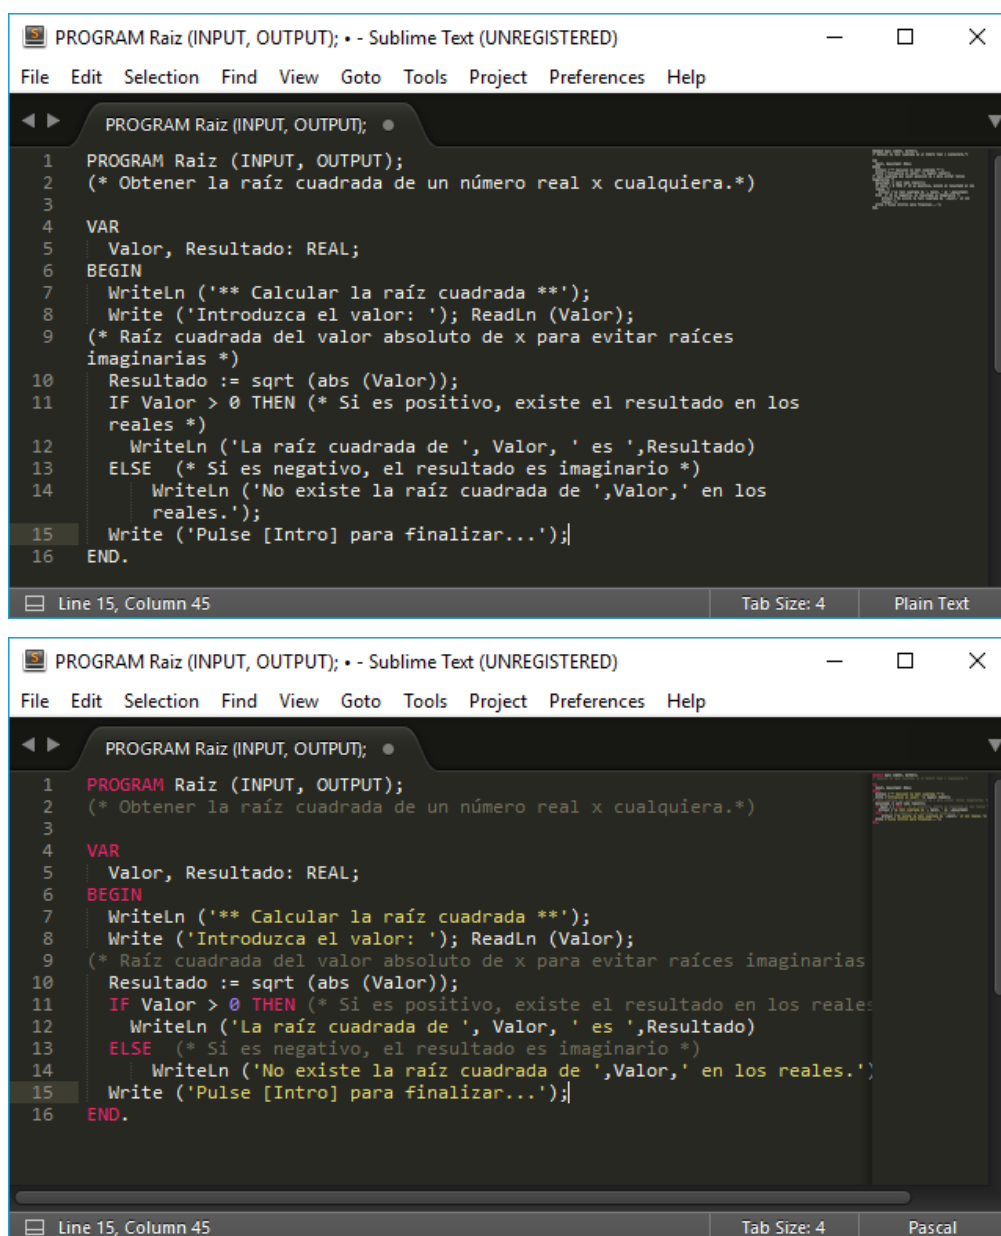 PROGRAM Raiz (INPUT, OUTPUT); • - Sublime Text (UNREGISTERED)
File Edit Selection Find View Goto Tools Project Preferences Help
PROGRAM Raiz (INPUT, OUTPUT);
1 PROGRAM Raiz (INPUT, OUTPUT);
2 (* Obtener la raíz cuadrada de un número real x cualquiera.*)
3
4 VAR
5 Valor, Resultado: REAL;
6 BEGIN
7 WriteLn ('** Calcular la raíz cuadrada **');
8 Write ('Introduzca el valor: '); ReadLn (Valor);
9 (* Raíz cuadrada del valor absoluto de x para evitar raíces
imaginarias *)
10 Resultado := sqrt (abs (Valor));
11 IF Valor > 0 THEN (* Si es positivo, existe el resultado en los
reales *)
12 WriteLn ('La raíz cuadrada de ', Valor, ' es ',Resultado)
13 ELSE (* Si es negativo, el resultado es imaginario *)
14 WriteLn ('No existe la raíz cuadrada de ',Valor,' en los
reales.');
15 Write ('Pulse [Intro] para finalizar...');
16 END.
Line 15, Column 45 Tab Size: 4 Plain Text
PROGRAM Raiz (INPUT, OUTPUT); • - Sublime Text (UNREGISTERED)
File Edit Selection Find View Goto Tools Project Preferences Help
PROGRAM Raiz (INPUT, OUTPUT);
1 PROGRAM Raiz (INPUT, OUTPUT);
2 (* Obtener la raíz cuadrada de un número real x cualquiera.*)
3
4 VAR
5 Valor, Resultado: REAL;
6 BEGIN
7 WriteLn ('** Calcular la raíz cuadrada **');
8 Write ('Introduzca el valor: '); ReadLn (Valor);
9 (* Raíz cuadrada del valor absoluto de x para evitar raíces imaginarias
10 Resultado := sqrt (abs (Valor));
11 IF Valor > 0 THEN (* Si es positivo, existe el resultado en los reales
12 WriteLn ('La raíz cuadrada de ', Valor, ' es ',Resultado)
13 ELSE (* Si es negativo, el resultado es imaginario *)
14 WriteLn ('No existe la raíz cuadrada de ',Valor,' en los reales.')
15 Write ('Pulse [Intro] para finalizar...');
16 END.
Line 15, Column 45 Tab Size: 4 Pascal